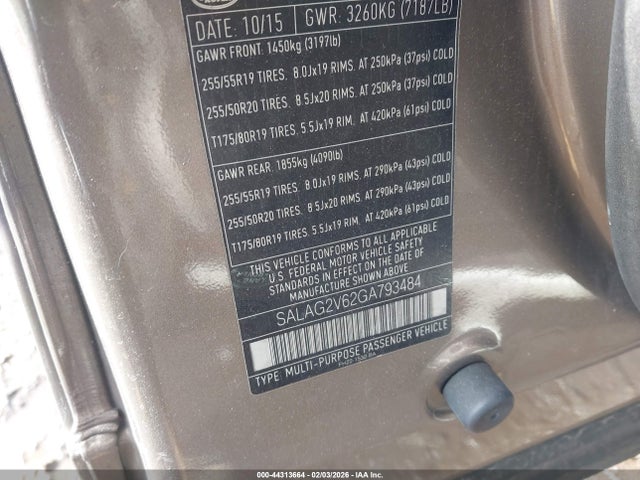 DATE: 10/15 GWR: 3260KG (7187LB)
GAWR FRONT: 1450kg (3197lb)
255/55R19 TIRES. 8.0Jx19 RIMS. AT 250kPa (37psi) COLD
255/50R20 TIRES. 8 5Jx20 RIMS. AT 250kPa (37psi) COLD
T175/80R19 TIRES. 5 5Jx19 RIM. AT 420kPa (61psi) COLD
GAWR REAR: 1855kg (4090lb)
255/55R19 TIRES. 8 0Jx19 RIMS. AT 290kPa (43psi) COLD
255/50R20 TIRES. 8 5Jx20 RIMS. AT 290kPa (43psi) COLD
T175/80R19 TIRES. 5.5Jx19 RIM. AT 420kPa (61psi) COLD
THIS VEHICLE CONFORMS TO ALL APPLICABLE
U.S. FEDERAL MOTOR VEHICLE SAFETY
STANDARDS IN EFFECT ON THE DATE OF
MANUFACTURE SHOWN ABOVE
SALAG2V62GA793484
TYPE: MULTI-PURPOSE PASSENGER VEHICLE
000-44313664 - 02/03/2026 - COPYRIGHT IAA, LLC